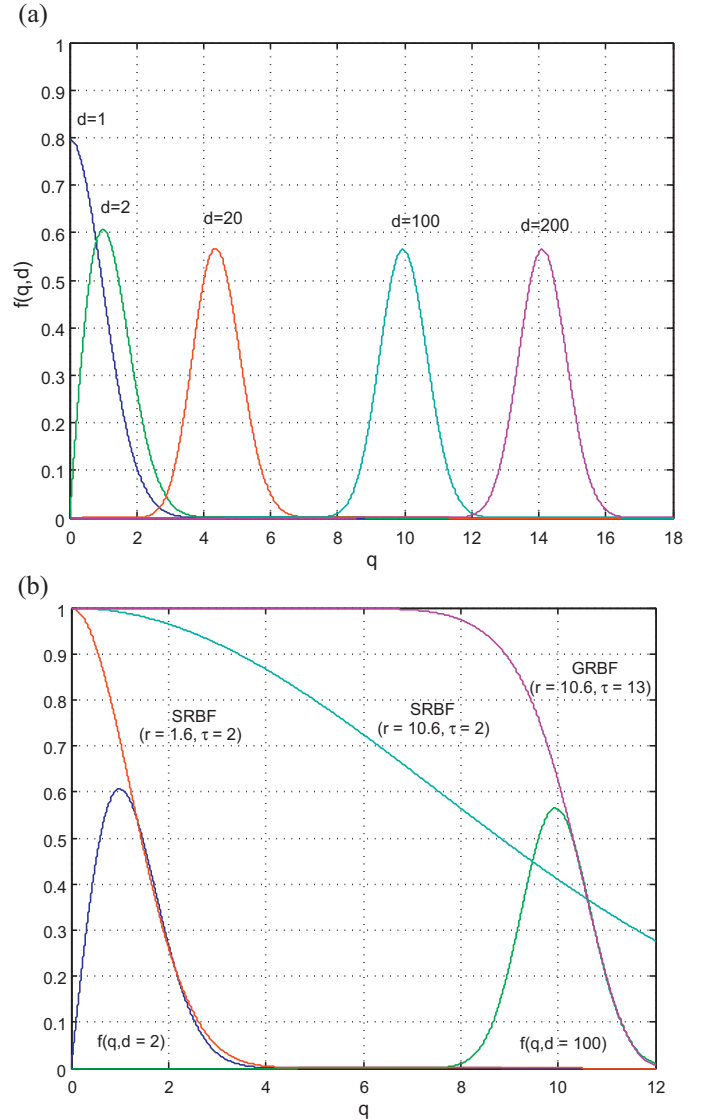 (a)
1
0.9
0.8
0.7
0.6
0.5
0.4
0.3
0.2
0.1
0
f(q,d)
d=1
d=2
d=20
d=100
d=200
0 2 4 6 8 10 12 14 16 18
q
(b)
1
0.9
0.8
0.7
0.6
0.5
0.4
0.3
0.2
0.1
0
GRBF
(r = 10.6, τ = 13)
SRBF
(r = 1.6, τ = 2)
SRBF
(r = 10.6, τ = 2)
f(q,d = 2)
f(q,d = 100)
0 2 4 6 8 10 12
q